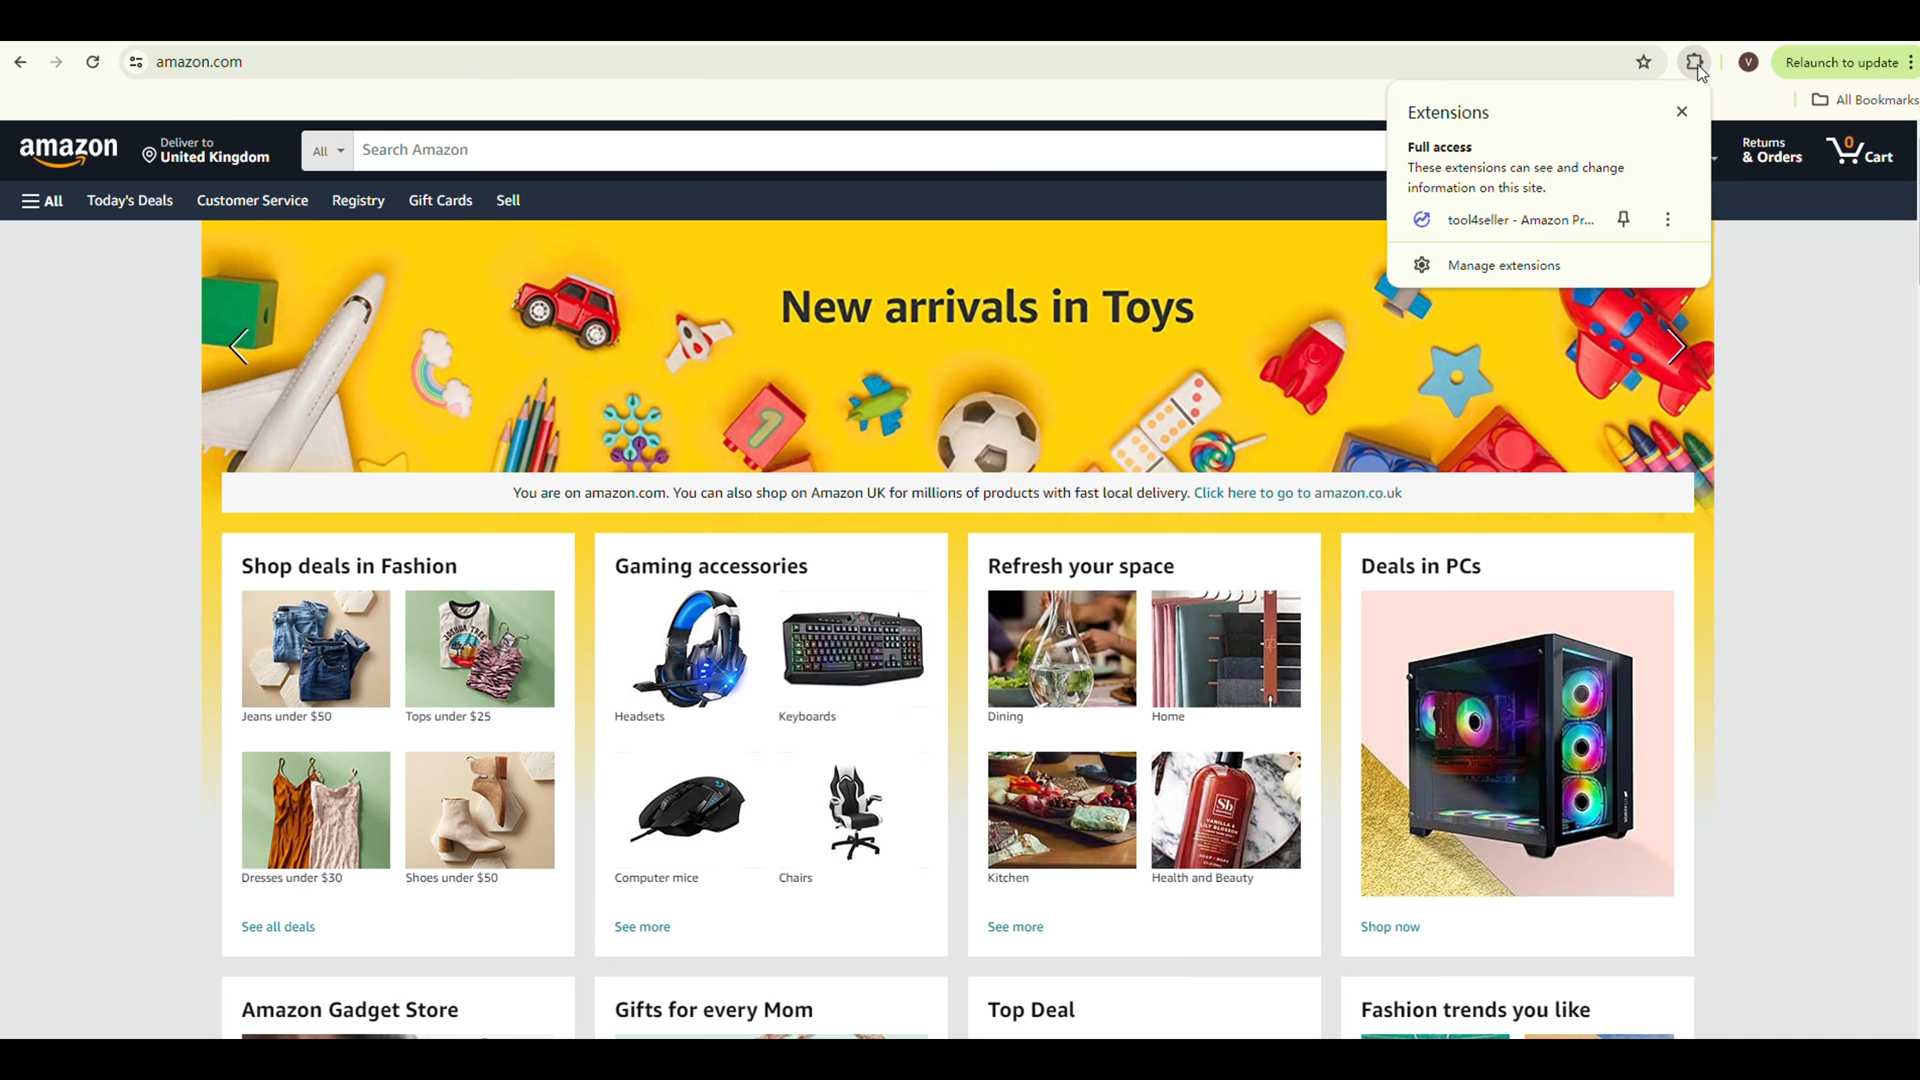 amazon.com
V
Relaunch to update
All Bookmarks
Extensions
Full access
These extensions can see and change
information on this site.
tool4seller - Amazon Pr...
Manage extensions
amazon
Deliver to
United Kingdom
All
Search Amazon
Returns
& Orders
0
Cart
All
Today's Deals
Customer Service
Registry
Gift Cards
Sell
New arrivals in Toys
1
You are on amazon.com. You can also shop on Amazon UK for millions of products with fast local delivery. Click here to go to amazon.co.uk
Shop deals in Fashion
JOSHUA TREE
Jeans under $50
Tops under $25
Dresses under $30
Shoes under $50
See all deals
Gaming accessories
Headsets
Keyboards
Computer mice
Chairs
See more
Refresh your space
Dining
Home
Sb
VANILLA &
LILY BLOSSOM
Kitchen
Health and Beauty
See more
Deals in PCs
Shop now
Amazon Gadget Store
Gifts for every Mom
Top Deal
Fashion trends you like